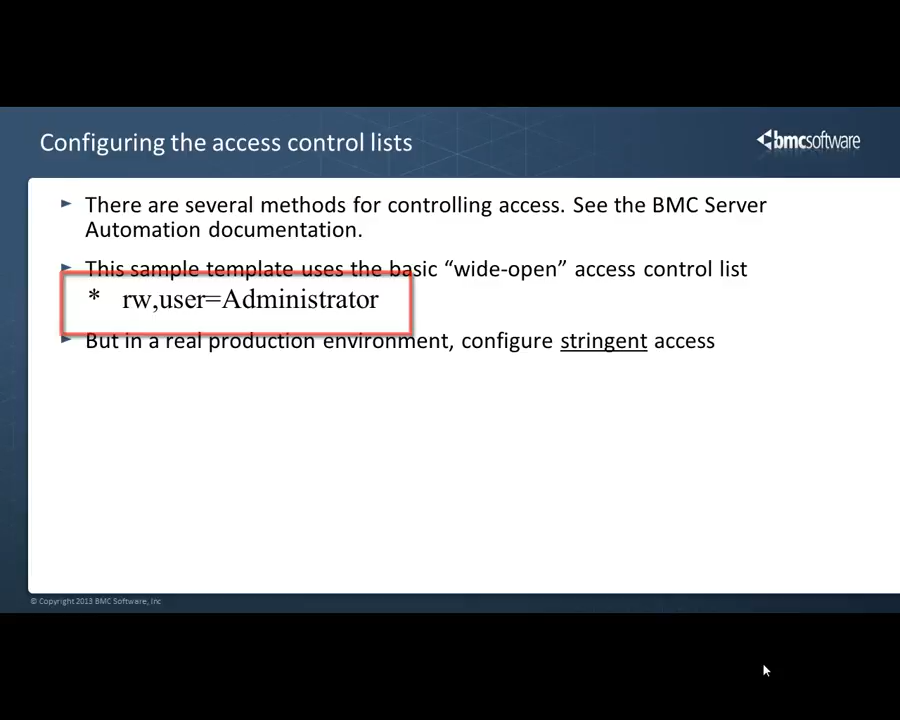 Configuring the access control lists
bmcsoftware
There are several methods for controlling access. See the BMC Server
Automation documentation.
This sample template uses the basic “wide-open” access control list
* rw,user=Administrator
But in a real production environment, configure stringent access
© Copyright 2013 BMC Software, Inc